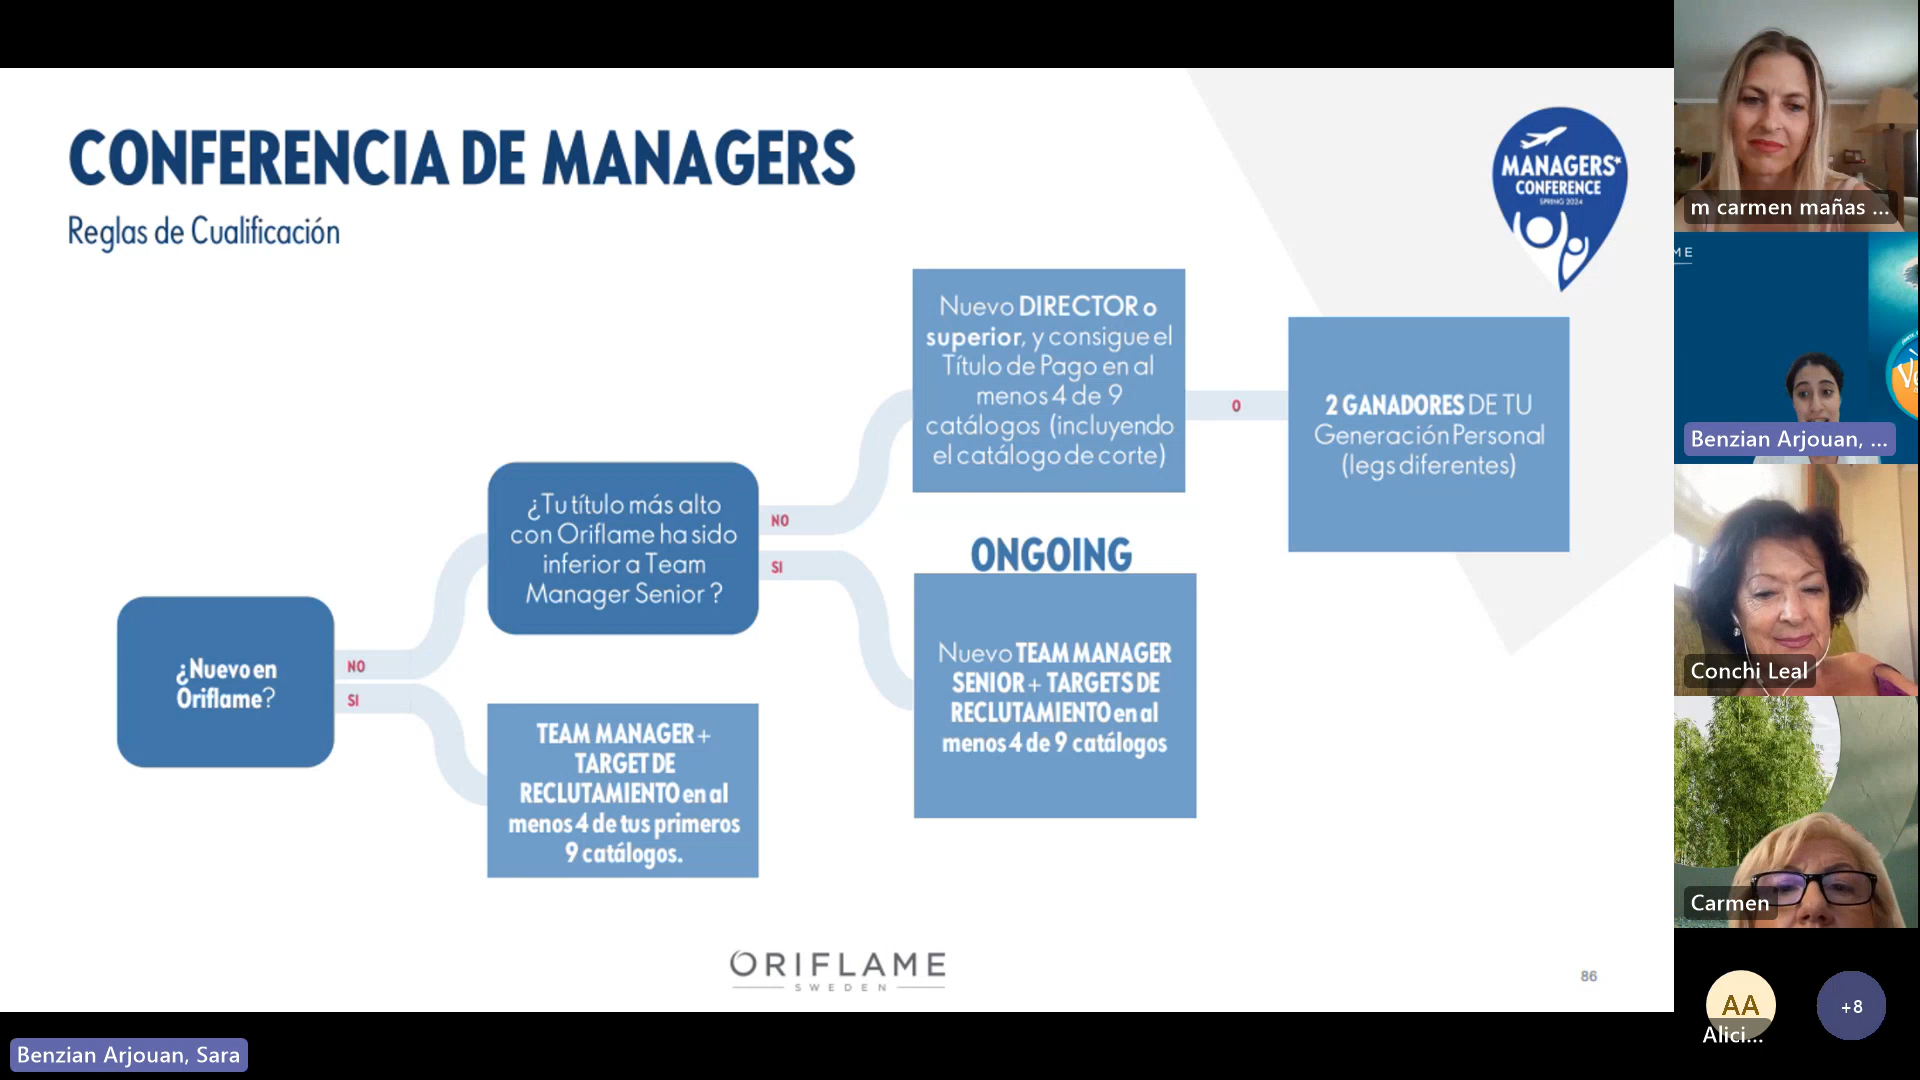 CONFERENCIA DE MANAGERS
Reglas de Cualificación
MANAGERS*
CONFERENCE
SPRING 2024
¿Nuevo en
Oriflame?
NO
SI
¿Tu título más alto
con Oriflame ha sido
inferior a Team
Manager Senior ?
NO
SI
TEAM MANAGER +
TARGET DE
RECLUTAMIENTO en al
menos 4 de tus primeros
9 catálogos.
Nuevo DIRECTOR o
superior, y consigue el
Título de Pago en al
menos 4 de 9
catálogos (incluyendo
el catálogo de corte)
O
2 GANADORES DE TU
Generación Personal
(legs diferentes)
ONGOING
Nuevo TEAM MANAGER
SENIOR + TARGETS DE
RECLUTAMIENTO en al
menos 4 de 9 catálogos
ORIFLAME
SWEDEN
86
Benzian Arjouan, Sara
m carmen mañas ...
ME
Benzian Arjouan, ...
Conchi Leal
Carmen
AA
Alici...
+8